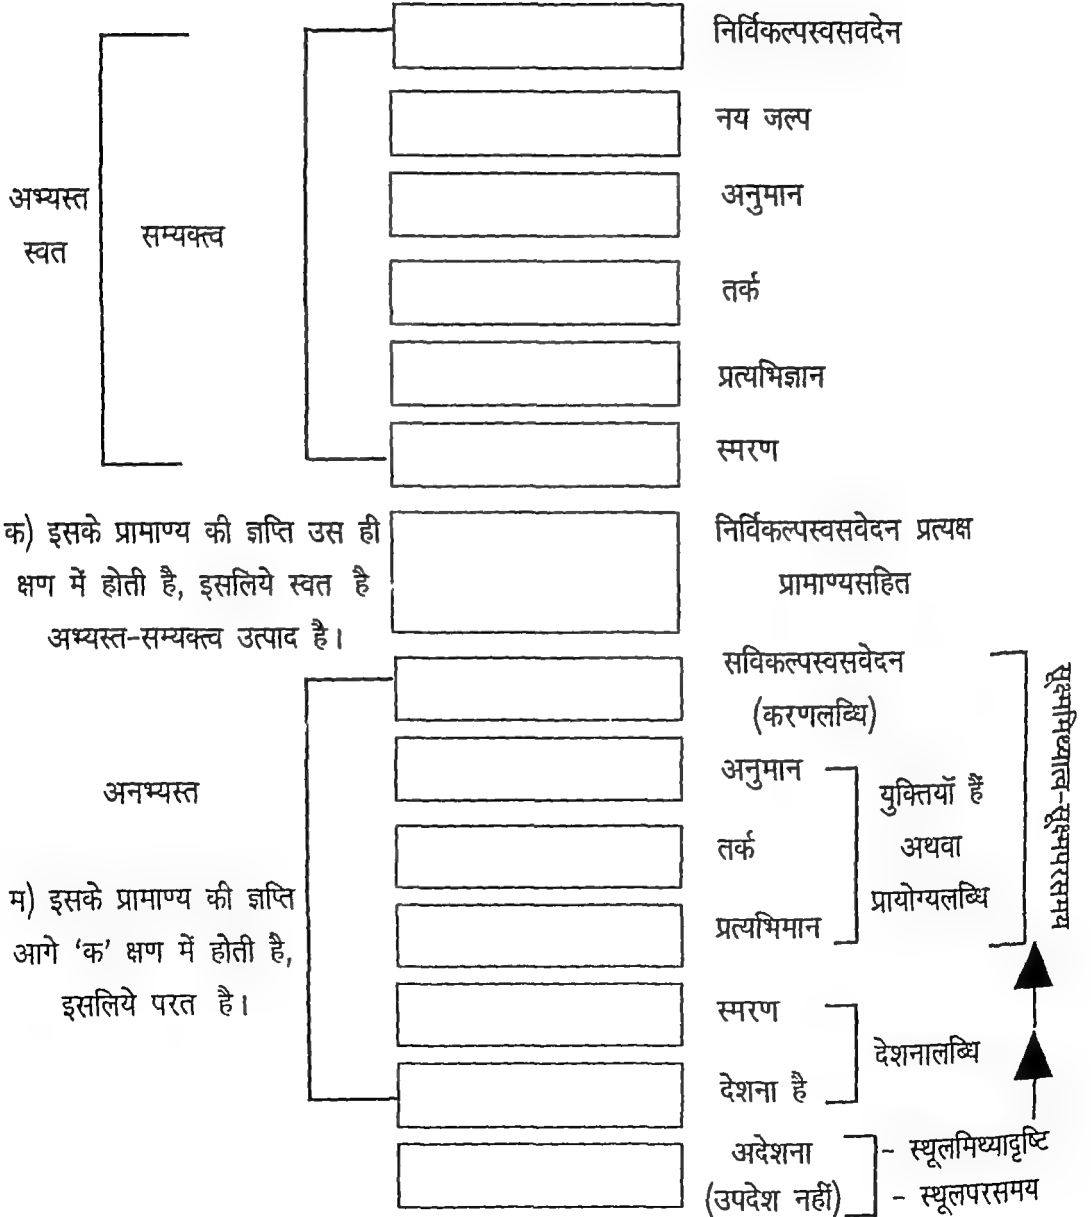 निर्विकल्पस्वसवदेन
नय जल्प
अनुमान
तर्क
प्रत्यभिज्ञान
स्मरण
अभ्यस्त
स्वत
सम्यक्त्व
क) इसके प्रामाण्य की ज्ञप्ति उस ही
क्षण में होती है, इसलिये स्वत है
अभ्यस्त-सम्यक्त्व उत्पाद है।
निर्विकल्पस्वसवेदन प्रत्यक्ष
प्रामाण्यसहित
सविकल्पस्वसवेदन
(करणलब्धि)
अनुमान
तर्क
प्रत्यभिमान
युक्तियॉ हैं
अथवा
प्रायोग्यलब्धि
सूक्ष्ममिथ्यात्व-सूक्ष्मपरसमय
अनभ्यस्त
म) इसके प्रामाण्य की ज्ञप्ति
आगे ‘क’ क्षण में होती है,
इसलिये परत है।
स्मरण
देशना है
देशनालब्धि
अदेशना
(उपदेश नहीं)
- स्थूलमिथ्यादृष्टि
- स्थूलपरसमय